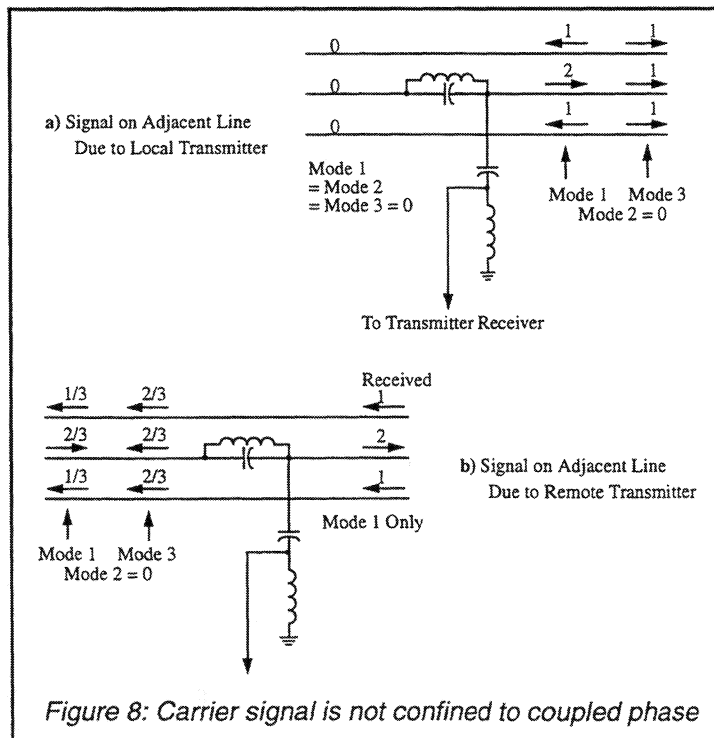 1 1
0
2 1
0
a) Signal on Adjacent Line
Due to Local Transmitter
1 1
0
Mode 1
= Mode 2
= Mode 3 = 0
Mode 1 Mode 3
Mode 2 = 0
To Transmitter Receiver
1/3 2/3 Received
1
2/3 2/3 2
b) Signal on Adjacent Line
Due to Remote Transmitter
1/3 2/3 1
Mode 1 Only
Mode 1 Mode 3
Mode 2 = 0
Figure 8: Carrier signal is not confined to coupled phase